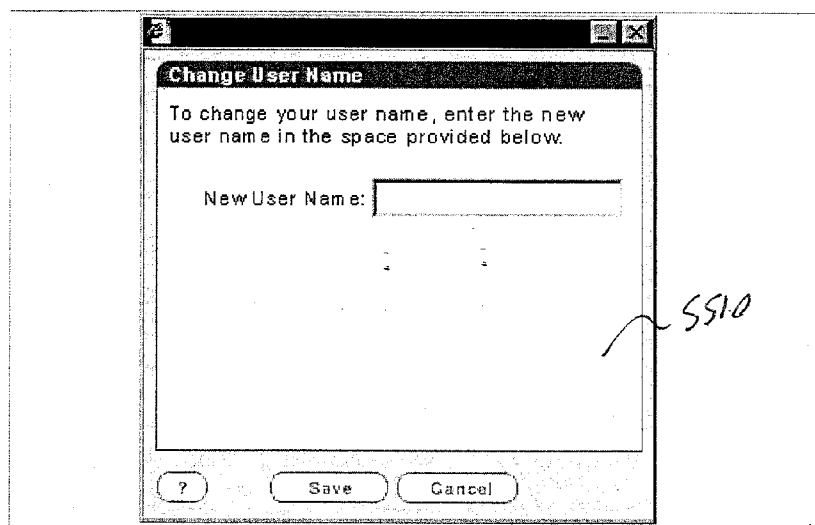 Change User Name
To change your user name, enter the new
user name in the space provided below.
New User Name:
5510
?
Save
Cancel